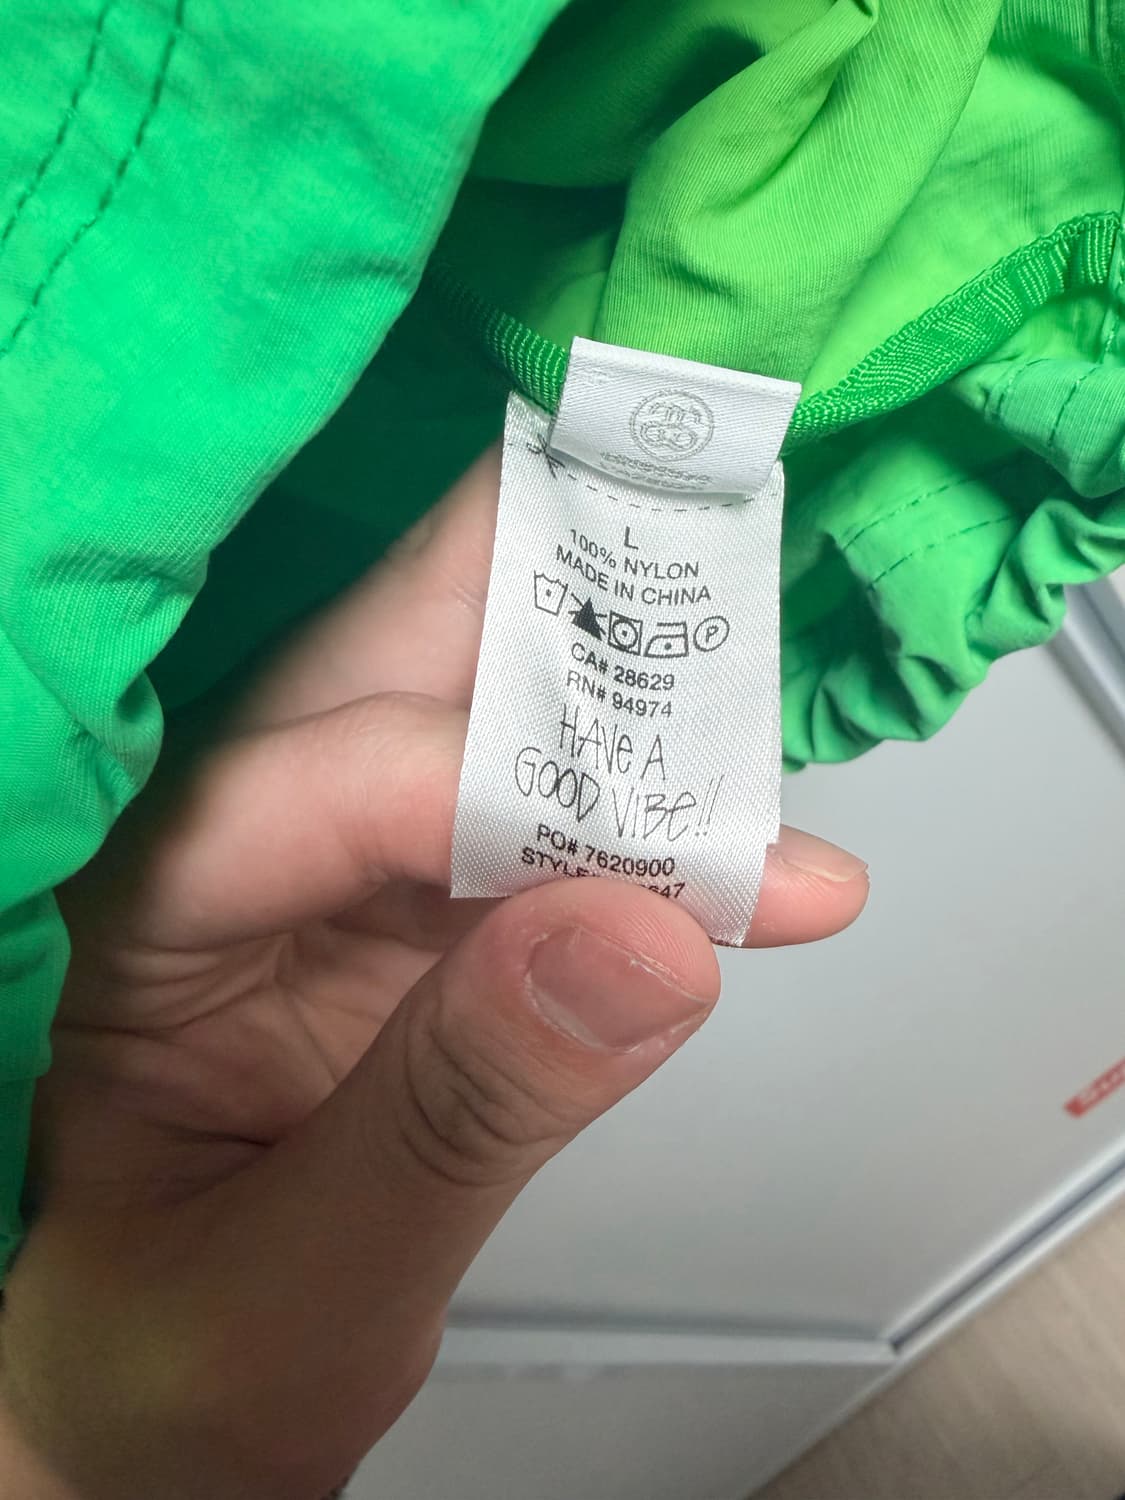 L
100% NYLON
MADE IN CHINA
P
CA# 28629
RN# 94974
HAVe A
GOOD VIBe!!
PO# 7620900